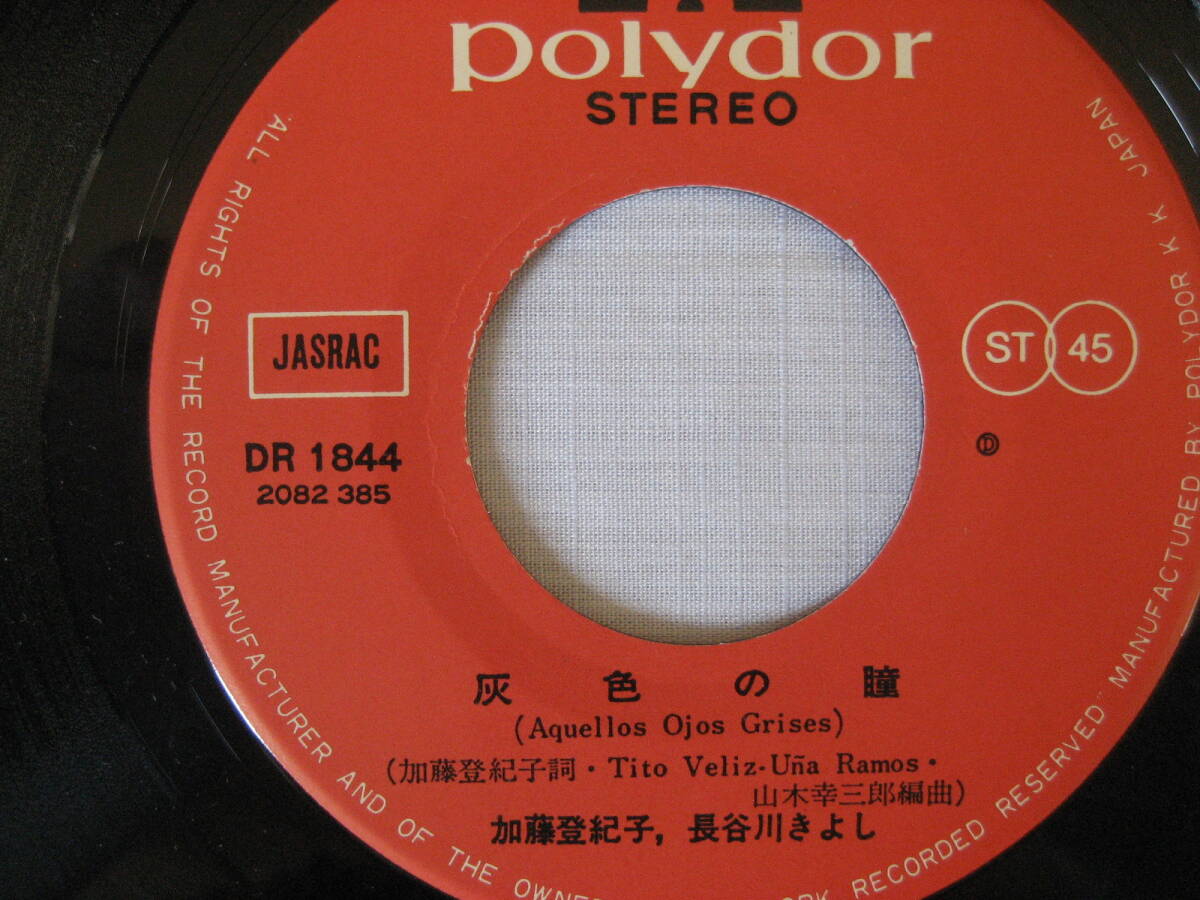 polydor
STEREO
JASRAC
ST 45
DR 1844
2082 385
Ⓓ
灰色の瞳
(Aquellos Ojos Grises)
(加藤登紀子詞・Tito Veliz-Uña Ramos・
山木幸三郎編曲)
加藤登紀子, 長谷川きよし
ALL RIGHTS OF THE RECORD MANUFACTURER AND OF THE RECORDED RESERVED" MANUFACTURED BY POLYDOR K K JAPAN